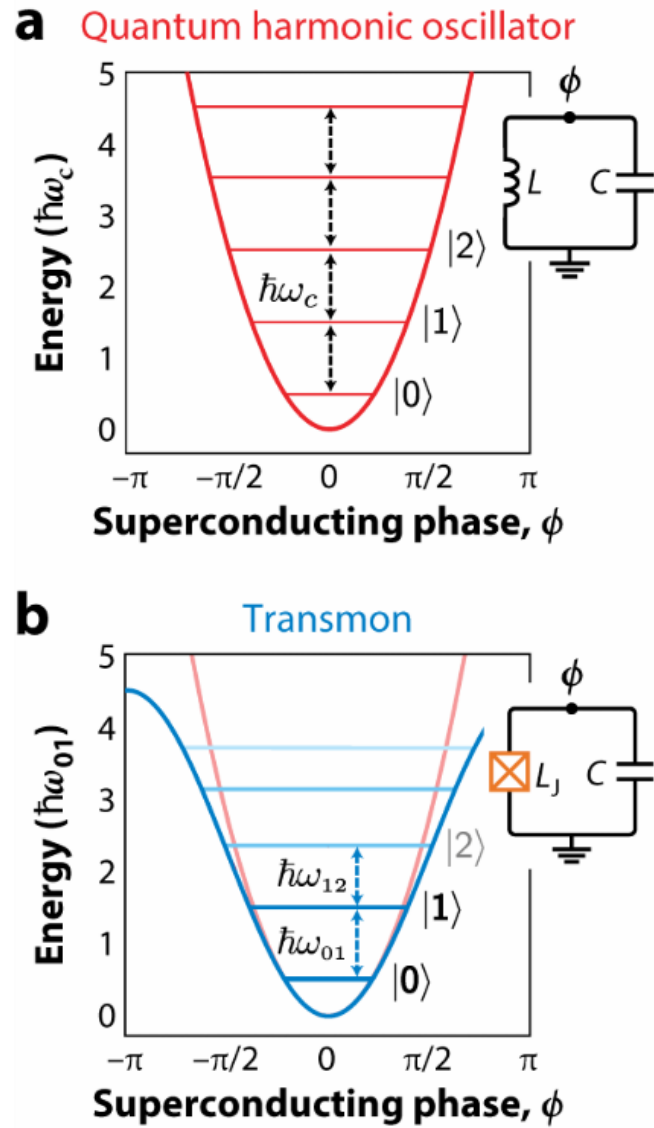 a Quantum harmonic oscillator
5
4
3
2
1
0
Energy (ℏω_c)
ℏω_c
|2⟩
|1⟩
|0⟩
ϕ
L
C
−π
−π/2
0
π/2
π
Superconducting phase, ϕ
b Transmon
5
4
3
2
1
0
Energy (ℏω_01)
ℏω_12
ℏω_01
|2⟩
|1⟩
|0⟩
ϕ
L_J
C
−π
−π/2
0
π/2
π
Superconducting phase, ϕ